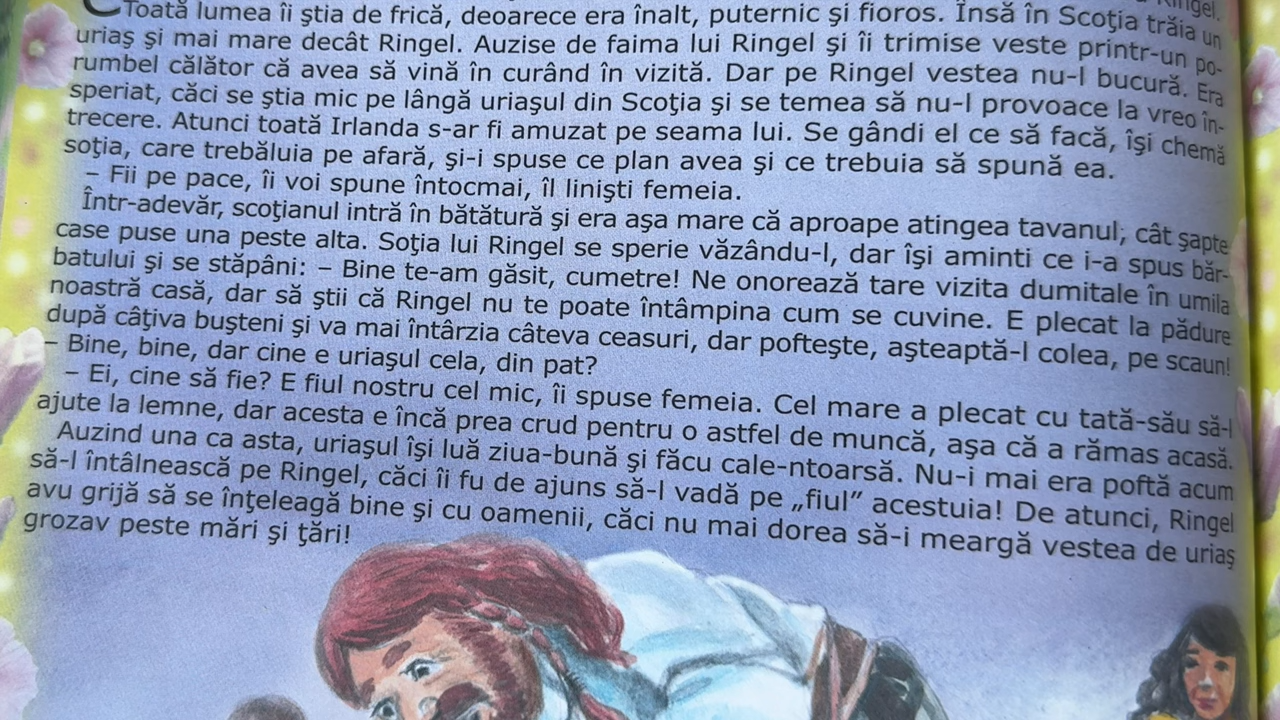 Ringel.
Toată lumea îi ştia de frică, deoarece era înalt, puternic şi fioros. Însă în Scoţia trăia un
uriaş şi mai mare decât Ringel. Auzise de faima lui Ringel şi îi trimise veste printr-un po-
rumbel călător că avea să vină în curând în vizită. Dar pe Ringel vestea nu-l bucură. Era
speriat, căci se ştia mic pe lângă uriaşul din Scoţia şi se temea să nu-l provoace la vreo în-
trecere. Atunci toată Irlanda s-ar fi amuzat pe seama lui. Se gândi el ce să facă, îşi chemă
soţia, care trebăluia pe afară, şi-i spuse ce plan avea şi ce trebuia să spună ea.
– Fii pe pace, îi voi spune întocmai, îl linişti femeia.
Într-adevăr, scoţianul intră în bătătură şi era aşa mare că aproape atingea tavanul, cât şapte
case puse una peste alta. Soţia lui Ringel se sperie văzându-l, dar îşi aminti ce i-a spus băr-
batului şi se stăpâni: – Bine te-am găsit, cumetre! Ne onorează tare vizita dumitale în umila
noastră casă, dar să ştii că Ringel nu te poate întâmpina cum se cuvine. E plecat la pădure
după câţiva buşteni şi va mai întârzia câteva ceasuri, dar pofteşte, aşteaptă-l colea, pe scaun!
– Bine, bine, dar cine e uriaşul cela, din pat?
– Ei, cine să fie? E fiul nostru cel mic, îi spuse femeia. Cel mare a plecat cu tată-său să-l
ajute la lemne, dar acesta e încă prea crud pentru o astfel de muncă, aşa că a rămas acasă.
Auzind una ca asta, uriaşul îşi luă ziua-bună şi făcu cale-ntoarsă. Nu-i mai era poftă acum
să-l întâlnească pe Ringel, căci îi fu de ajuns să-l vadă pe „fiul” acestuia! De atunci, Ringel
avu grijă să se înţeleagă bine şi cu oamenii, căci nu mai dorea să-i meargă vestea de uriaş
grozav peste mări şi ţări!